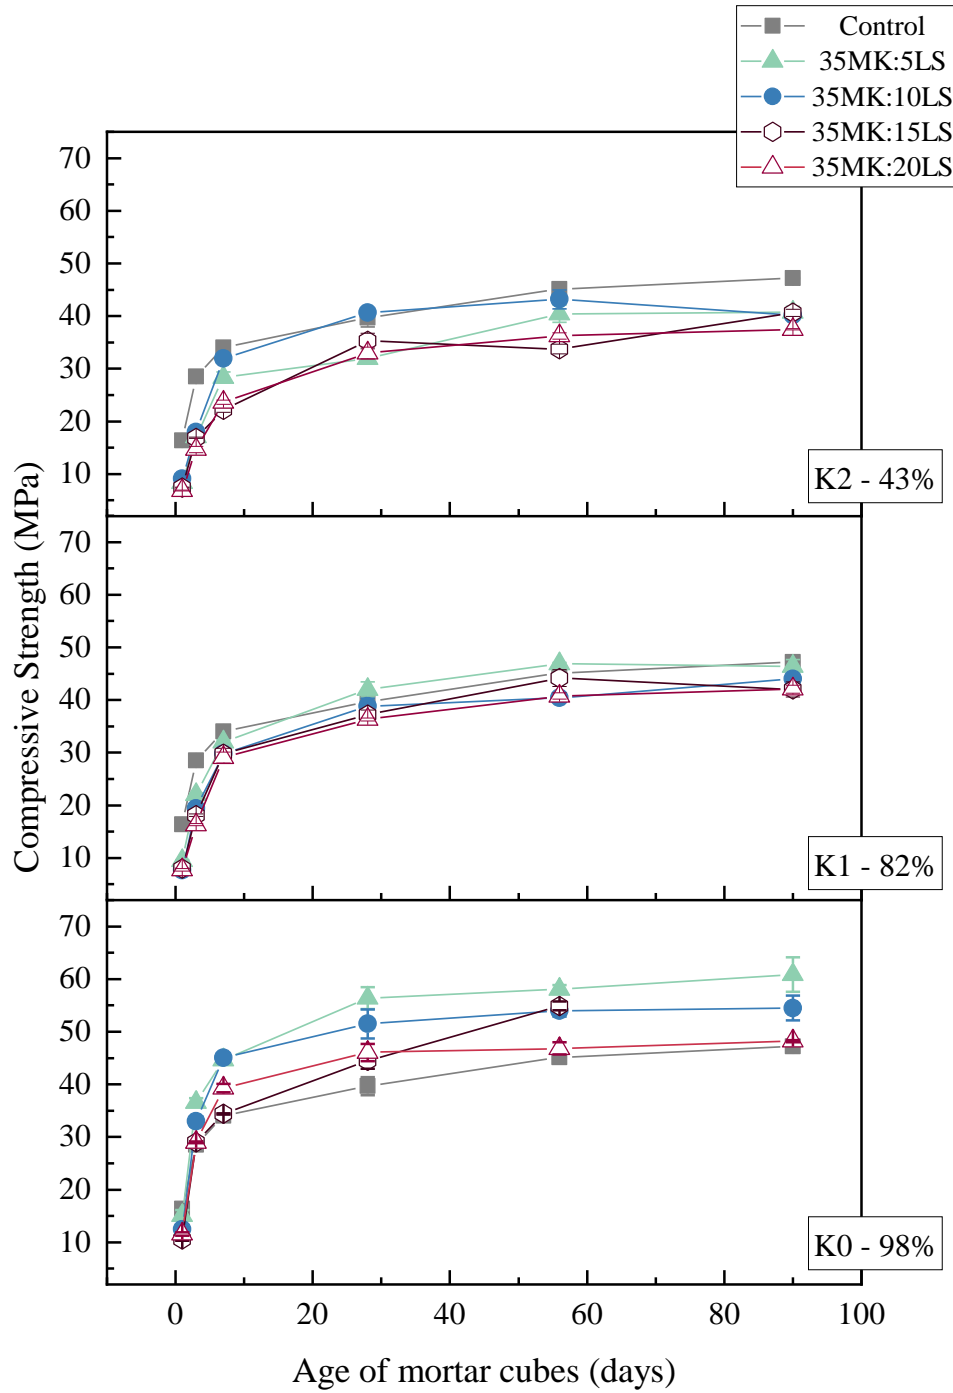 Control
35MK:5LS
35MK:10LS
35MK:15LS
35MK:20LS
70
60
50
40
30
20
10
K2 - 43%
70
60
50
40
30
20
10
K1 - 82%
70
60
50
40
30
20
10
K0 - 98%
Compressive Strength (MPa)
0 20 40 60 80 100
Age of mortar cubes (days)